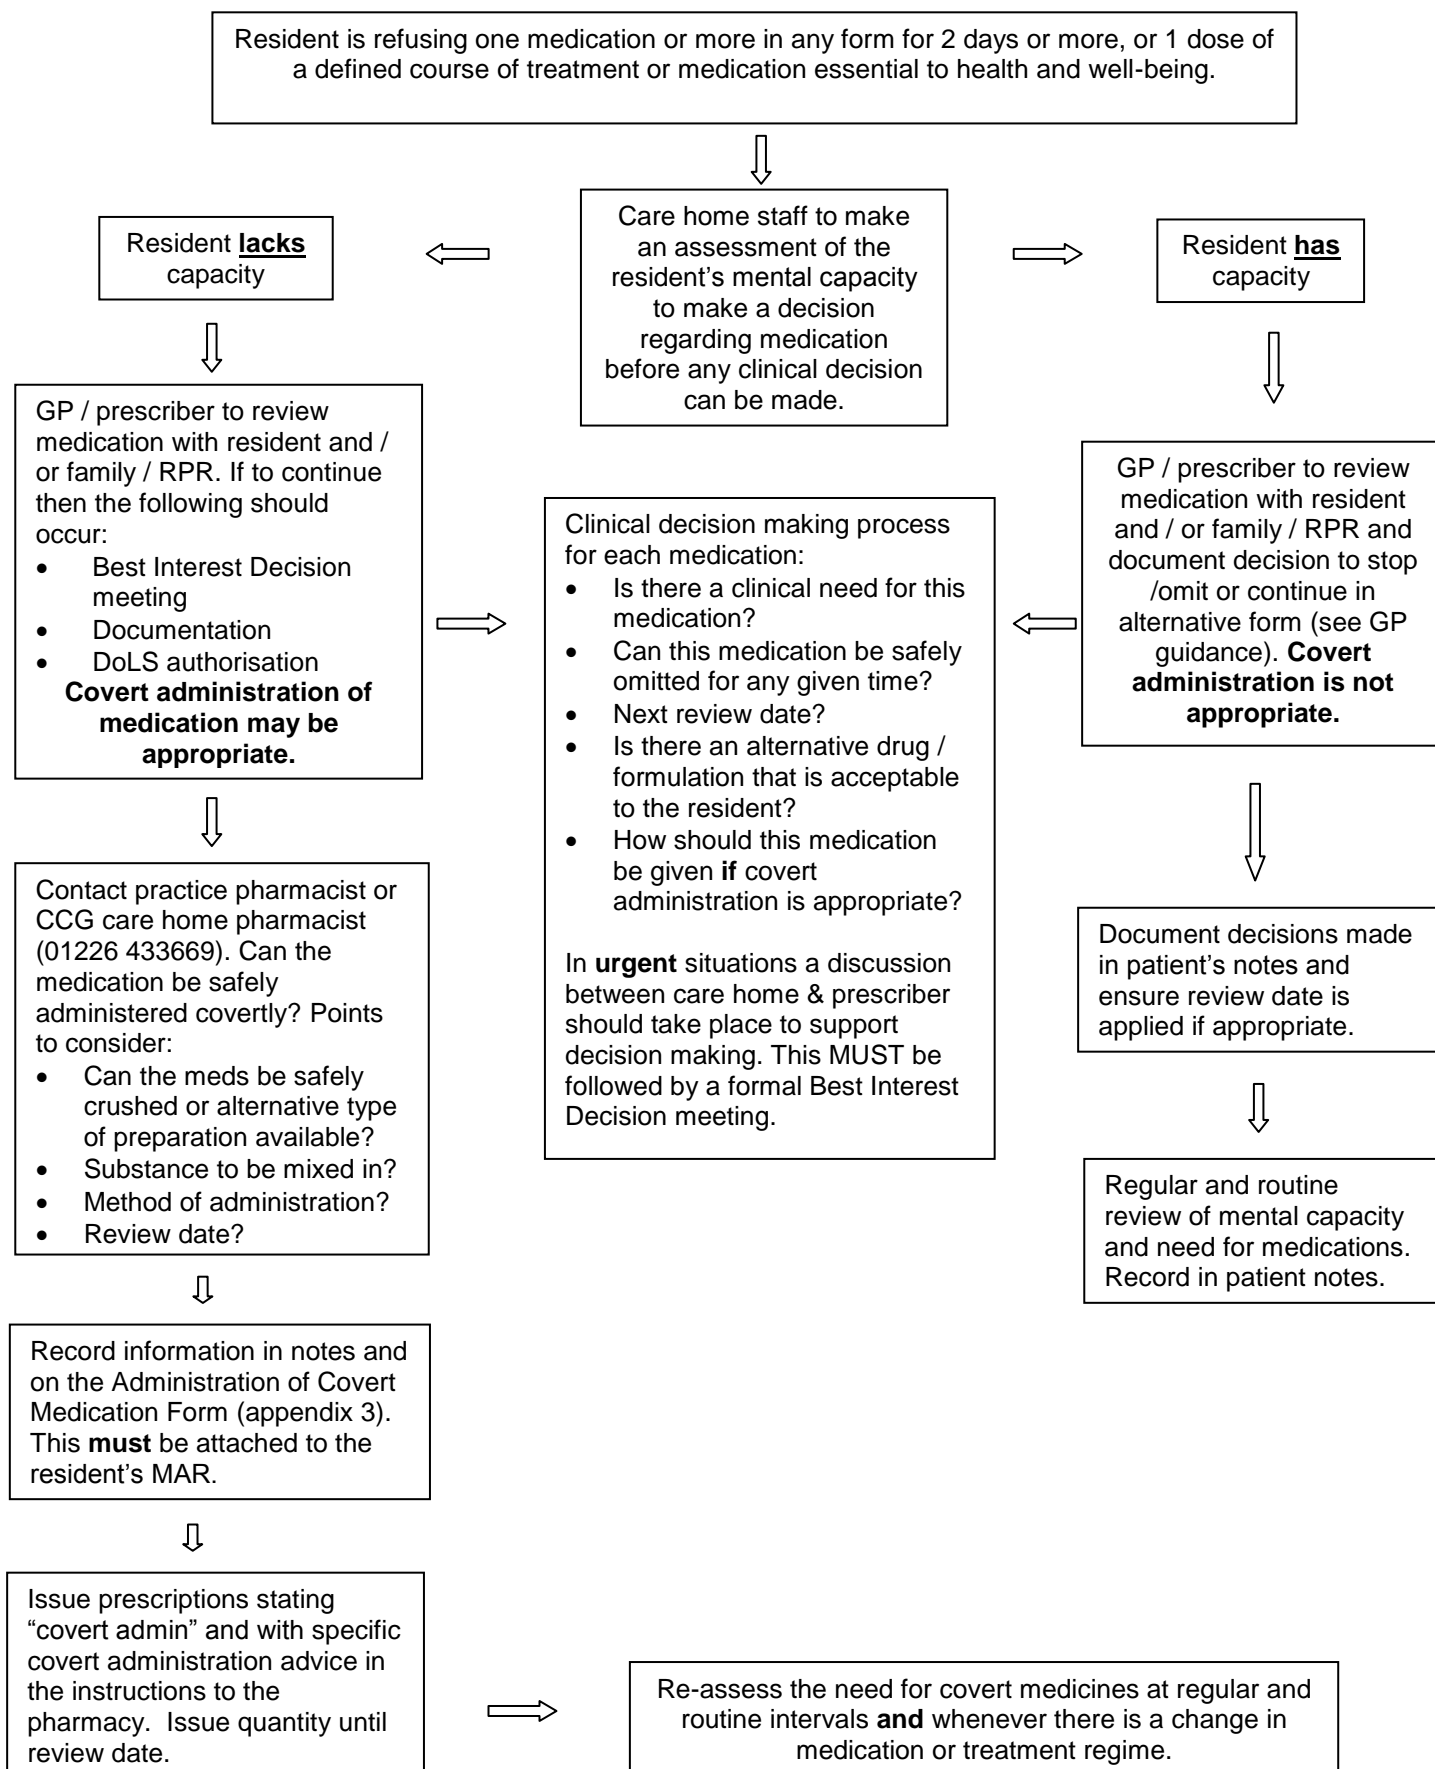 Resident is refusing one medication or more in any form for 2 days or more, or 1 dose of
a defined course of treatment or medication essential to health and well-being.
Care home staff to make
an assessment of the
resident’s mental capacity
to make a decision
regarding medication
before any clinical decision
can be made.
Resident lacks
capacity
Resident has
capacity
GP / prescriber to review
medication with resident and /
or family / RPR. If to continue
then the following should
occur:
• Best Interest Decision
meeting
• Documentation
• DoLS authorisation
Covert administration of
medication may be
appropriate.
Clinical decision making process
for each medication:
• Is there a clinical need for this
medication?
• Can this medication be safely
omitted for any given time?
• Next review date?
• Is there an alternative drug /
formulation that is acceptable
to the resident?
• How should this medication
be given if covert
administration is appropriate?
In urgent situations a discussion
between care home & prescriber
should take place to support
decision making. This MUST be
followed by a formal Best Interest
Decision meeting.
GP / prescriber to review
medication with resident
and / or family / RPR and
document decision to stop
/omit or continue in
alternative form (see GP
guidance). Covert
administration is not
appropriate.
Contact practice pharmacist or
CCG care home pharmacist
(01226 433669). Can the
medication be safely
administered covertly? Points
to consider:
• Can the meds be safely
crushed or alternative type
of preparation available?
• Substance to be mixed in?
• Method of administration?
• Review date?
Document decisions made
in patient’s notes and
ensure review date is
applied if appropriate.
Regular and routine
review of mental capacity
and need for medications.
Record in patient notes.
Record information in notes and
on the Administration of Covert
Medication Form (appendix 3).
This must be attached to the
resident’s MAR.
Issue prescriptions stating
“covert admin” and with specific
covert administration advice in
the instructions to the
pharmacy.  Issue quantity until
review date.
Re-assess the need for covert medicines at regular and
routine intervals and whenever there is a change in
medication or treatment regime.